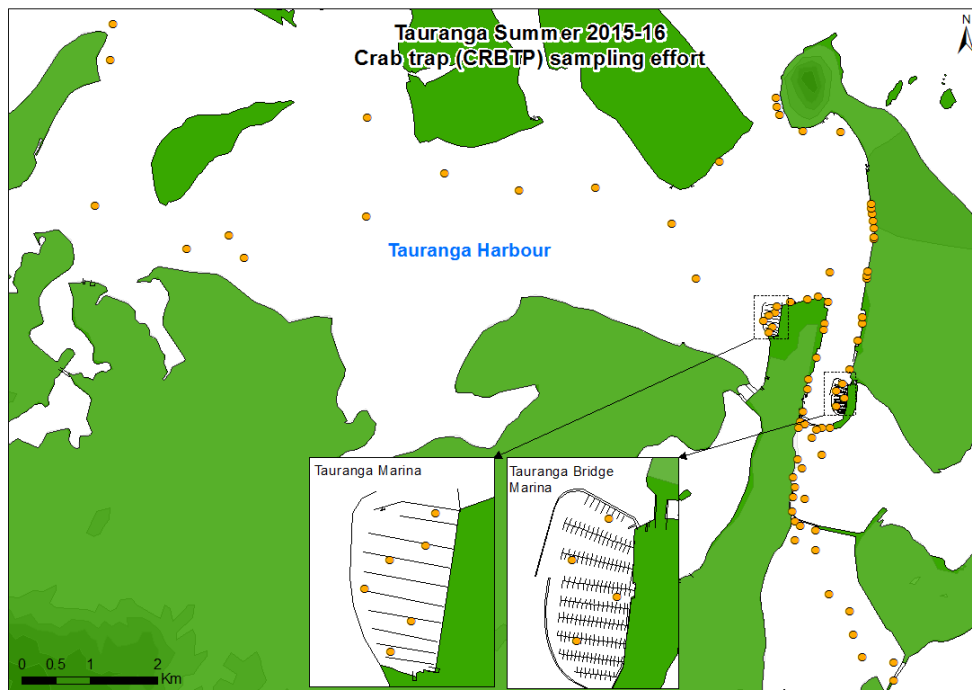 Tauranga Summer 2015-16
Crab trap (CRBTP) sampling effort
N
Tauranga Harbour
Tauranga Marina
Tauranga Bridge
Marina
0 0.5 1 2
Km